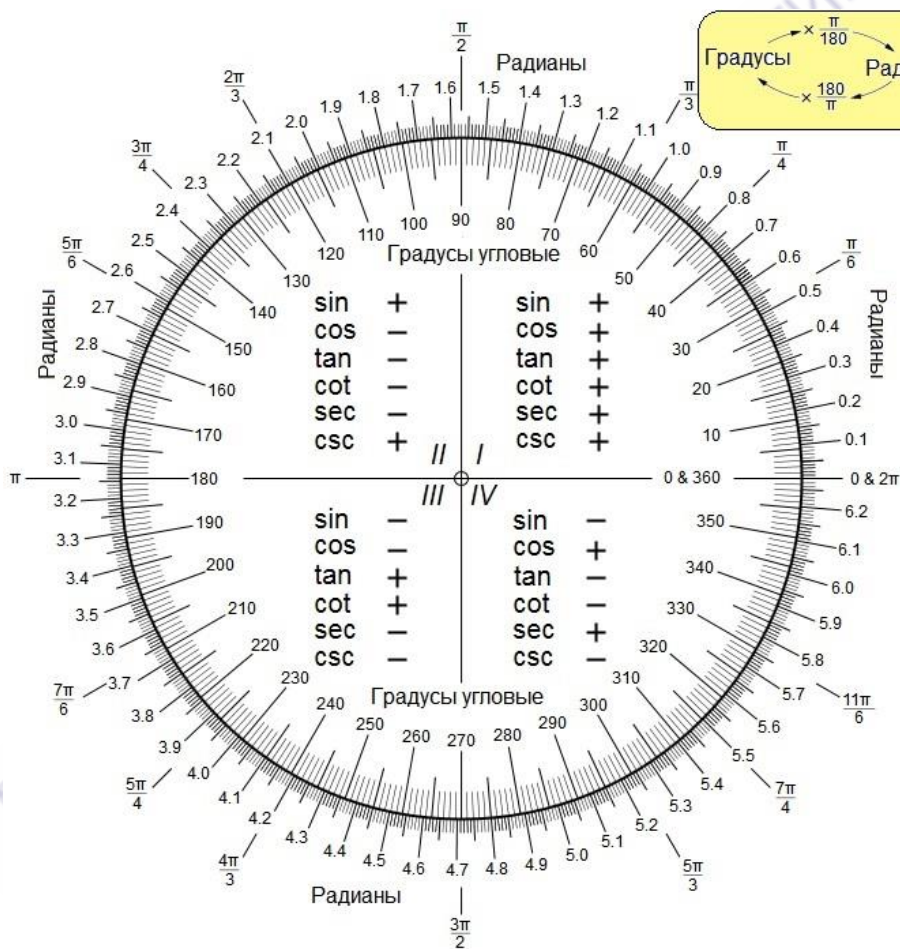 π/2
Радианы
× π/180
Градусы
Рад
× 180/π
2π/3
π/3
3π/4
π/4
5π/6
π/6
1.6 1.5
1.7 1.4
1.8 1.3
1.9 1.2
2.0 1.1
2.1 1.0
2.2 0.9
2.3 0.8
2.4 0.7
2.5 0.6
2.6 0.5
2.7 0.4
2.8 0.3
2.9 0.2
3.0 0.1
3.1
90
100 80
110 70
120 60
130 50
140 40
150 30
160 20
170 10
Градусы угловые
Радианы
Радианы
sin + sin +
cos − cos +
tan − tan +
cot − cot +
sec − sec +
csc + csc +
II I
π 180 0 & 360 0 & 2π
III IV
sin − sin −
cos − cos +
tan + tan −
cot + cot −
sec − sec +
csc − csc −
Градусы угловые
190 350
200 340
210 330
220 320
230 310
240 300
250 290
260 280
270
3.2 6.2
3.3 6.1
3.4 6.0
3.5 5.9
3.6 5.8
3.7 5.7
3.8 5.6
3.9 5.5
4.0 5.4
4.1 5.3
4.2 5.2
4.3 5.1
4.4 5.0
4.5 4.9
4.6 4.7 4.8
7π/6
11π/6
5π/4
7π/4
4π/3
5π/3
Радианы
3π/2